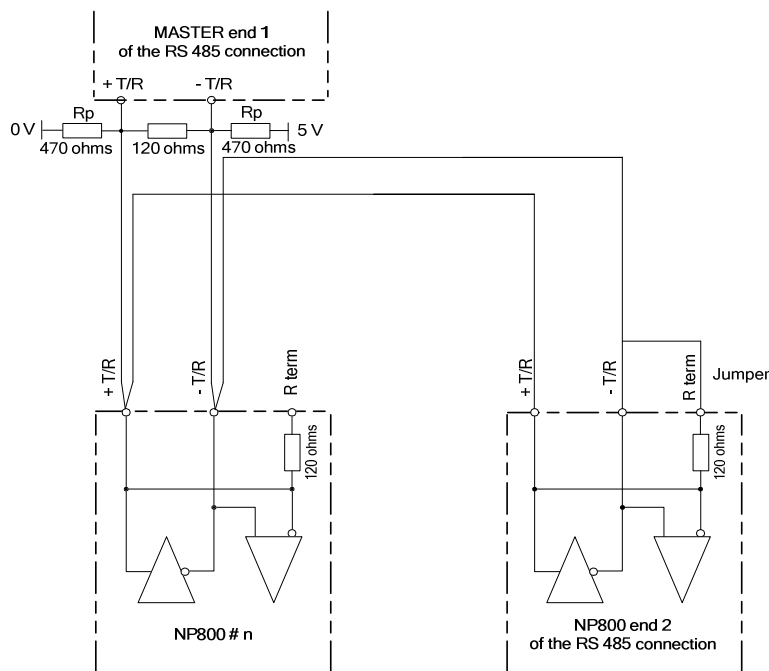 MASTER end 1
of the RS 485 connection
+ T/R
- T/R
Rp
Rp
0 V
5 V
470 ohms
120 ohms
470 ohms
+ T/R
- T/R
R term
+ T/R
- T/R
R term
Jumper
120 ohms
120 ohms
NP800 # n
NP800 end 2
of the RS 485 connection